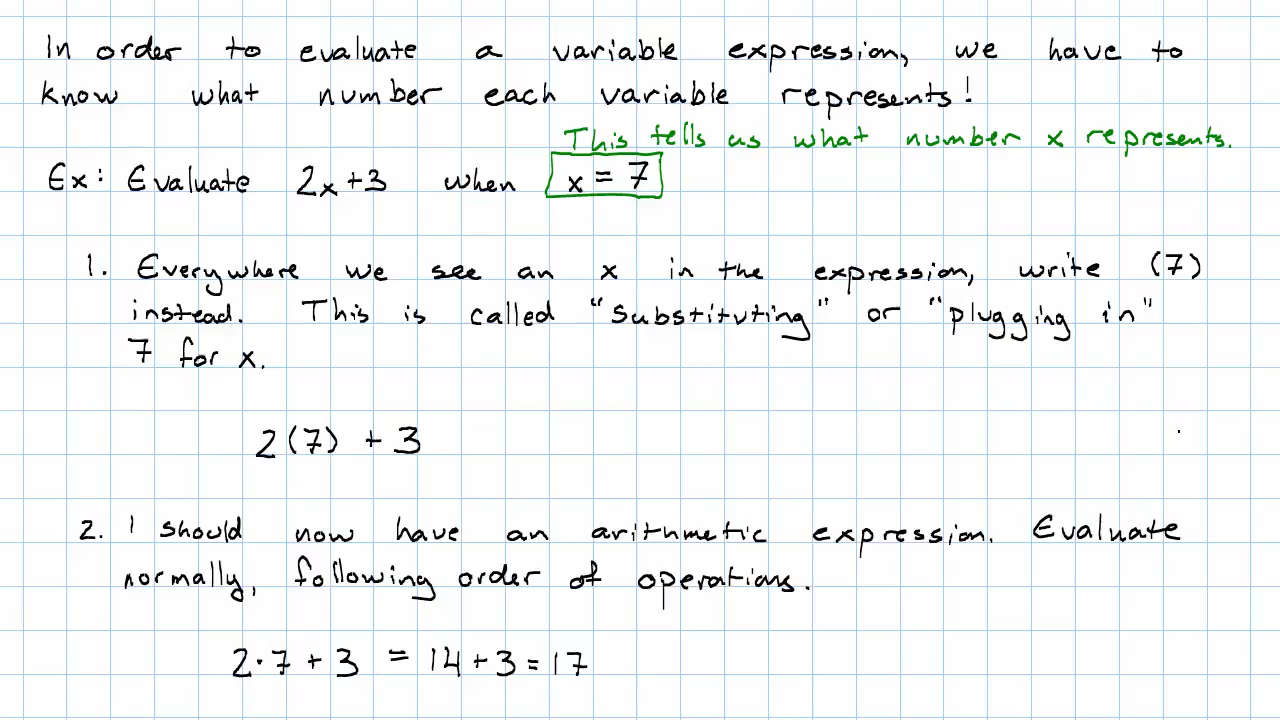 In order to evaluate a variable expression, we have to
know what number each variable represents!
This tells us what number x represents.
Ex: Evaluate 2x+3 when x = 7
1. Everywhere we see an x in the expression, write (7)
instead. This is called "substituting" or "plugging in"
7 for x.
2(7) + 3
2. I should now have an arithmetic expression. Evaluate
normally, following order of operations.
2·7 + 3 = 14 + 3 = 17